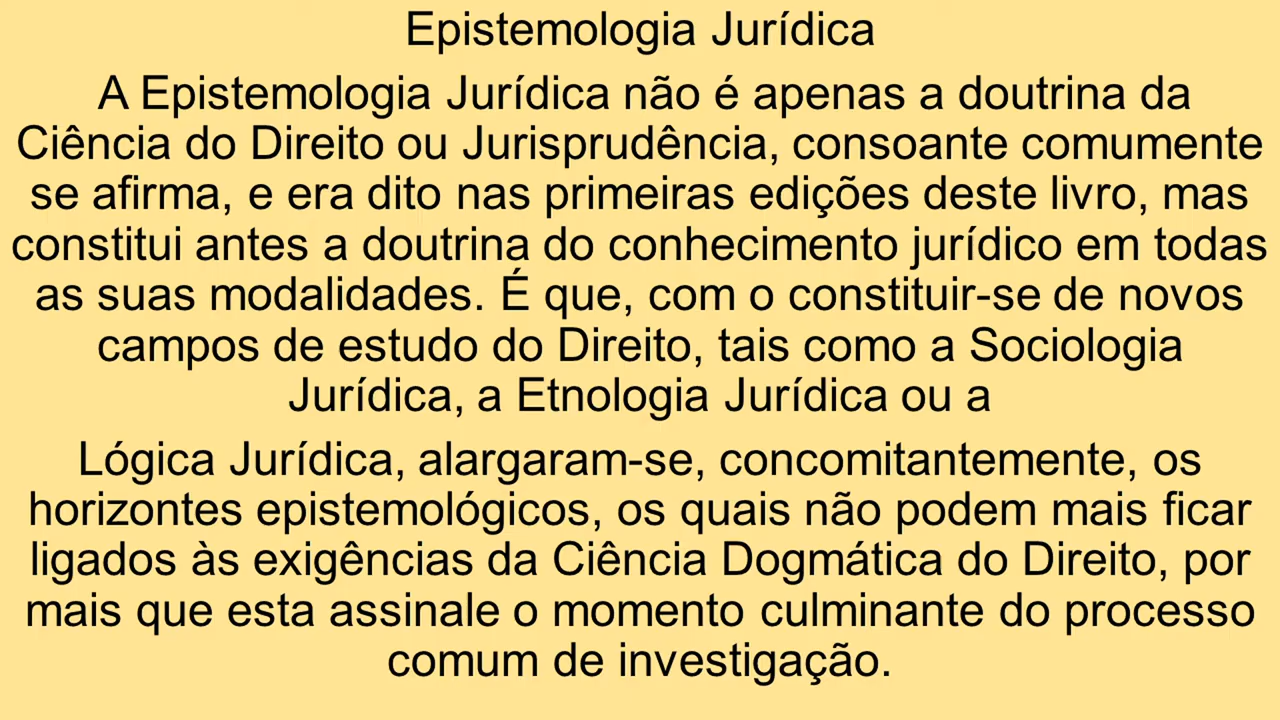 Epistemologia Jurídica
A Epistemologia Jurídica não é apenas a doutrina da
Ciência do Direito ou Jurisprudência, consoante comumente
se afirma, e era dito nas primeiras edições deste livro, mas
constitui antes a doutrina do conhecimento jurídico em todas
as suas modalidades. É que, com o constituir-se de novos
campos de estudo do Direito, tais como a Sociologia
Jurídica, a Etnologia Jurídica ou a
Lógica Jurídica, alargaram-se, concomitantemente, os
horizontes epistemológicos, os quais não podem mais ficar
ligados às exigências da Ciência Dogmática do Direito, por
mais que esta assinale o momento culminante do processo
comum de investigação.